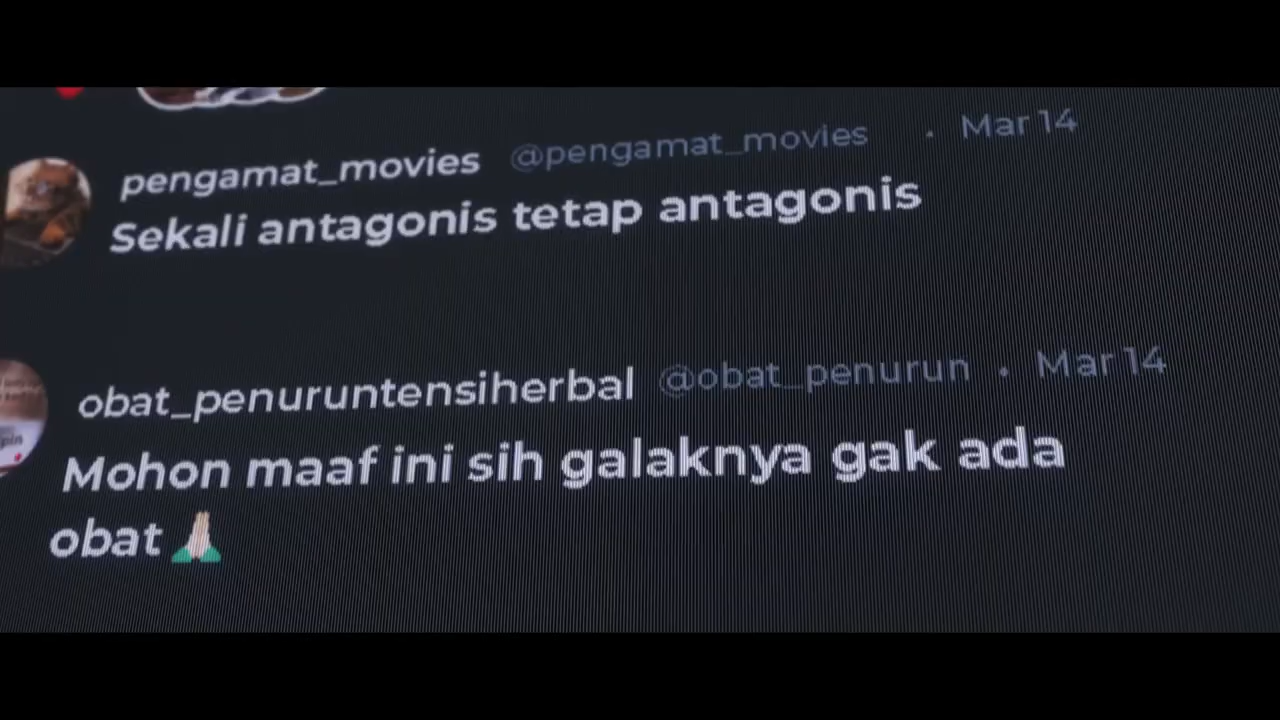 pengamat_movies @pengamat_movies · Mar 14
Sekali antagonis tetap antagonis
obat_penuruntensiherbal @obat_penurun · Mar 14
Mohon maaf ini sih galaknya gak ada
obat 🙏🏻